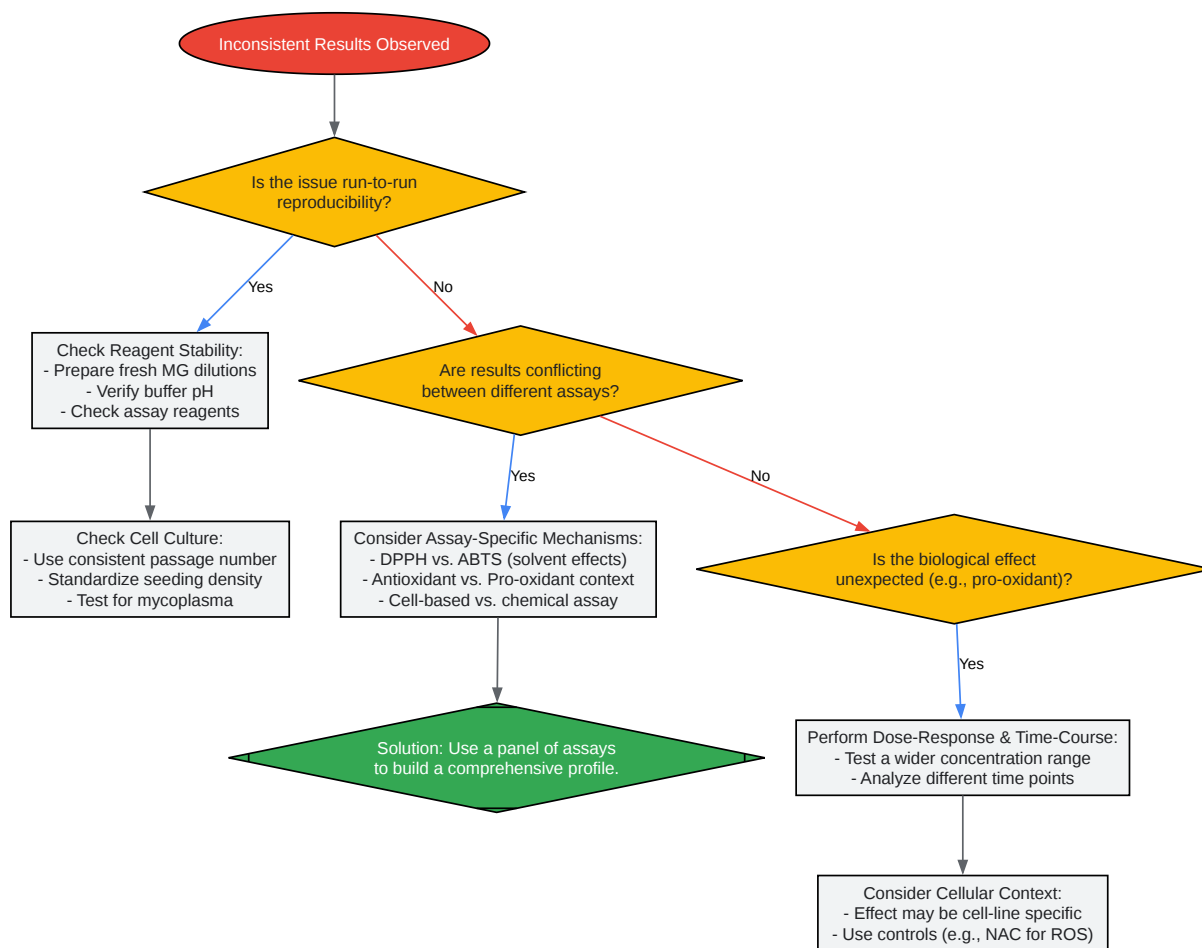 Inconsistent Results Observed
Is the issue run-to-run
reproducibility?
Yes
No
Check Reagent Stability:
- Prepare fresh MG dilutions
- Verify buffer pH
- Check assay reagents
Are results conflicting
between different assays?
Yes
No
Check Cell Culture:
- Use consistent passage number
- Standardize seeding density
- Test for mycoplasma
Consider Assay-Specific Mechanisms:
- DPPH vs. ABTS (solvent effects)
- Antioxidant vs. Pro-oxidant context
- Cell-based vs. chemical assay
Is the biological effect
unexpected (e.g., pro-oxidant)?
Yes
Solution: Use a panel of assays
to build a comprehensive profile.
Perform Dose-Response & Time-Course:
- Test a wider concentration range
- Analyze different time points
Consider Cellular Context:
- Effect may be cell-line specific
- Use controls (e.g., NAC for ROS)